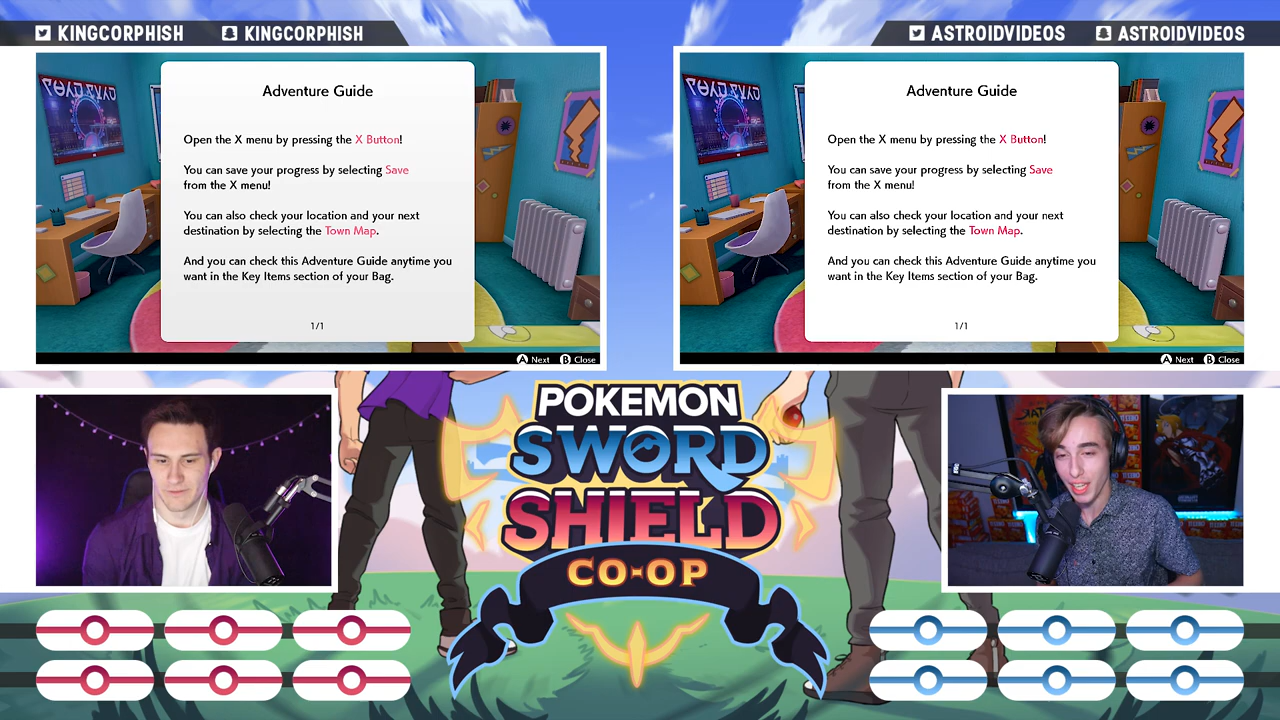 KINGCORPHISH KINGCORPHISH
ASTROIDVIDEOS ASTROIDVIDEOS
Adventure Guide
Open the X menu by pressing the X Button!
You can save your progress by selecting Save
from the X menu!
You can also check your location and your next
destination by selecting the Town Map.
And you can check this Adventure Guide anytime you
want in the Key Items section of your Bag.
1/1
A Next B Close
Adventure Guide
Open the X menu by pressing the X Button!
You can save your progress by selecting Save
from the X menu!
You can also check your location and your next
destination by selecting the Town Map.
And you can check this Adventure Guide anytime you
want in the Key Items section of your Bag.
1/1
A Next B Close
POKEMON
SWORD
SHIELD
CO-OP